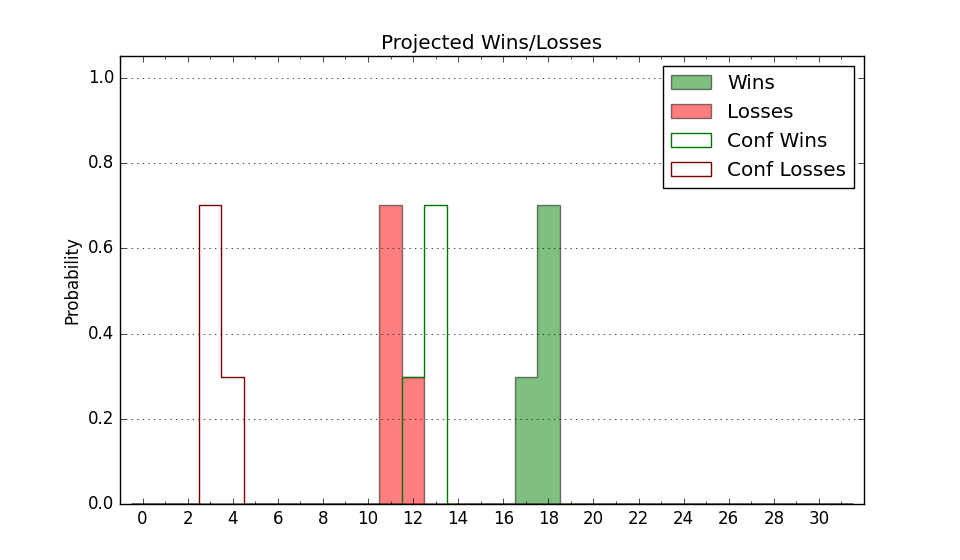 Projected Wins/Losses
Probability
1.0
0.8
0.6
0.4
0.2
0.0
0 2 4 6 8 10 12 14 16 18 20 22 24 26 28 30
Wins
Losses
Conf Wins
Conf Losses